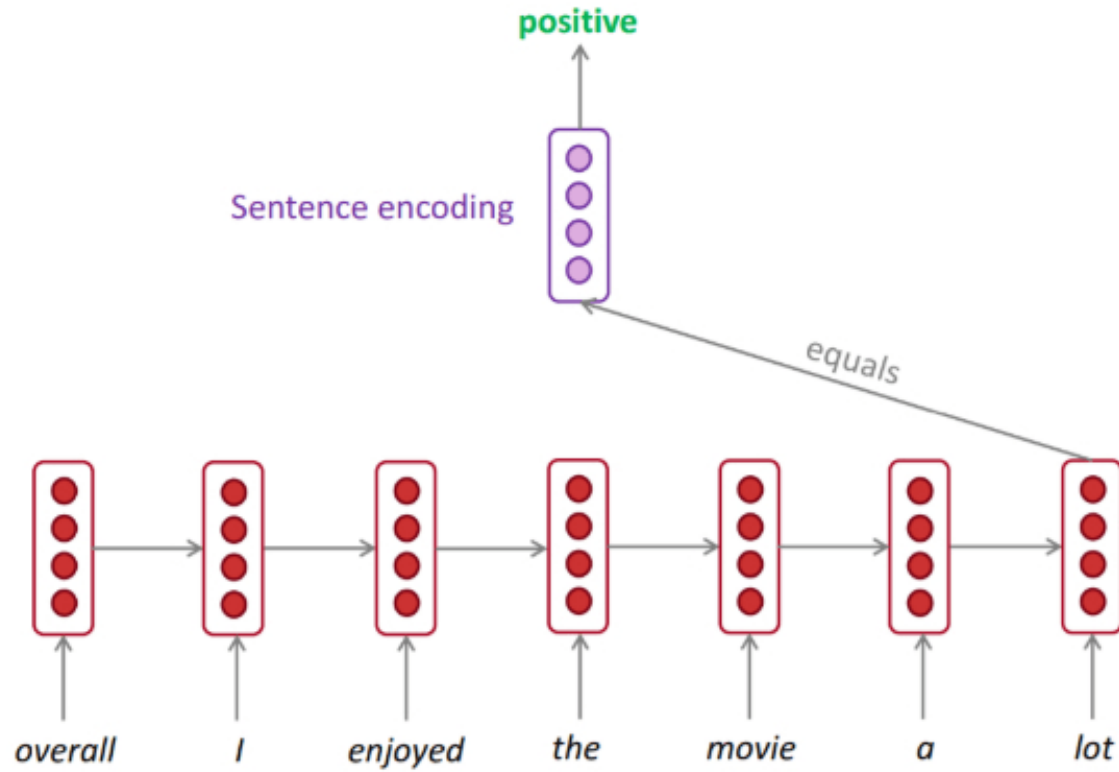 positive
Sentence encoding
equals
overall I enjoyed the movie a lot